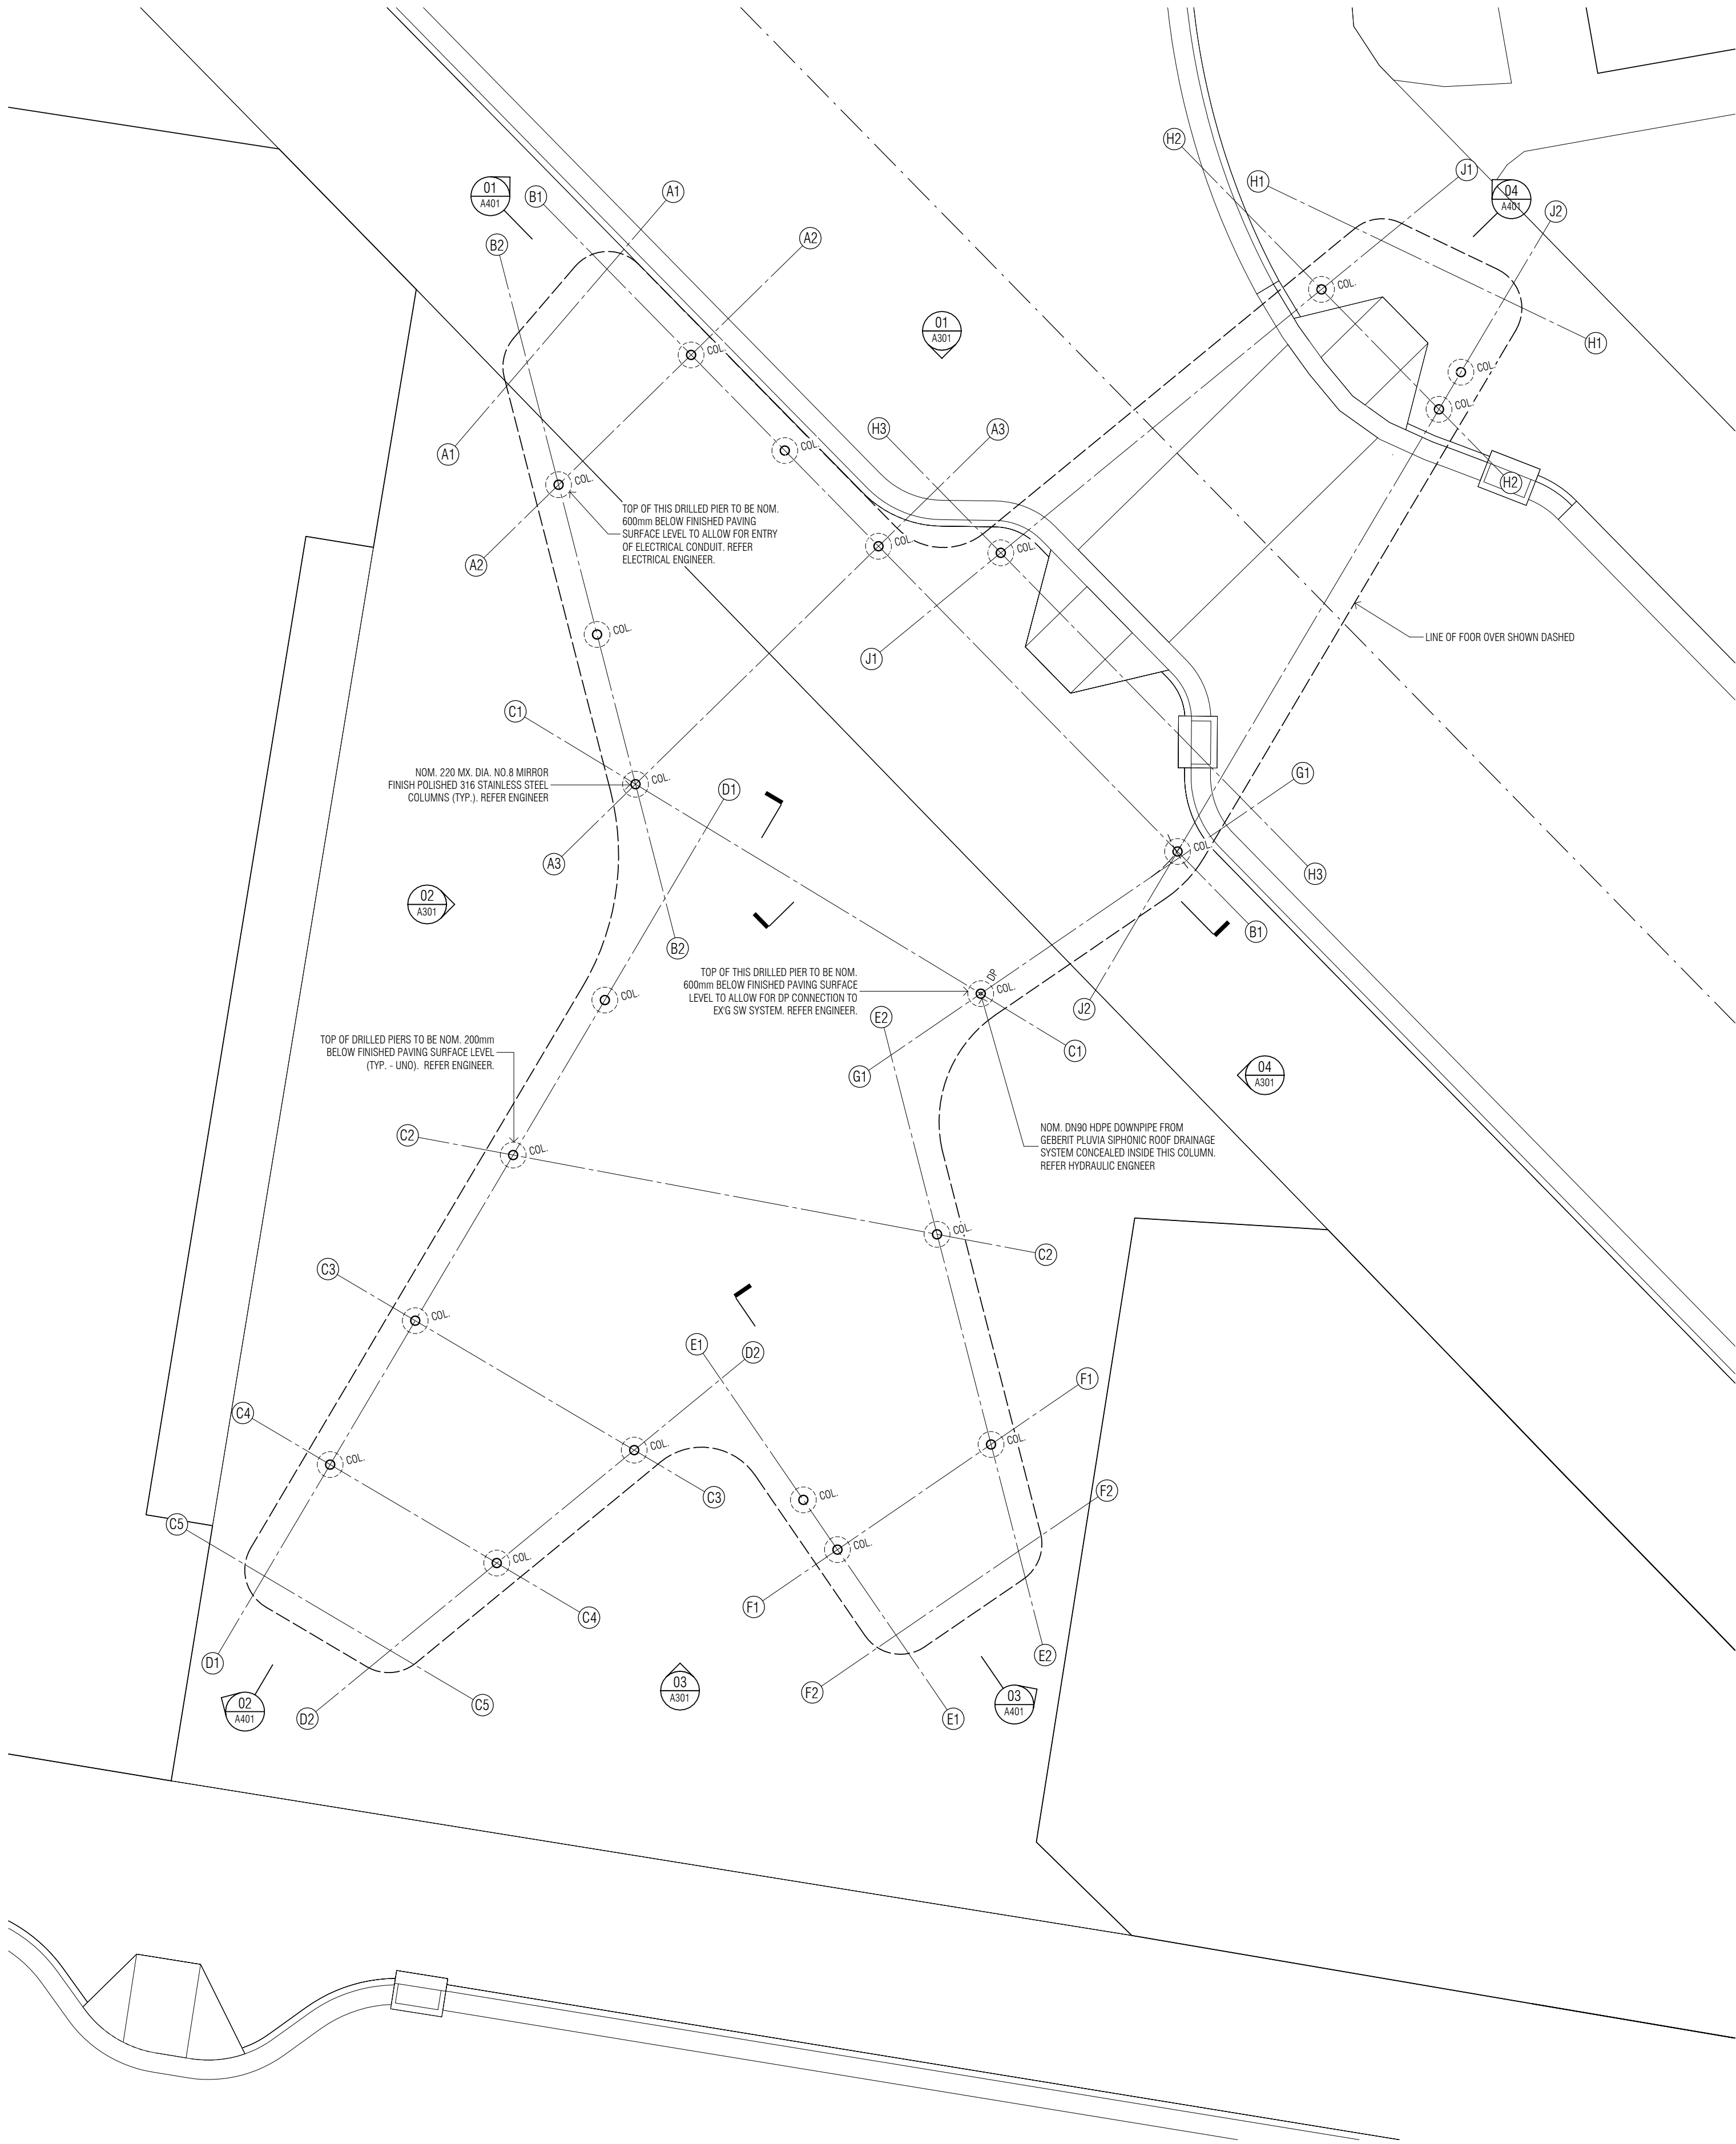 H2
J1
H1
01
A401
B1
A1
04
A401
J2
A2
B2
COL.
01
A301
H1
COL.
COL.
COL.
H3
A3
COL.
A1
COL.
H2
TOP OF THIS DRILLED PIER TO BE NOM.
600mm BELOW FINISHED PAVING
SURFACE LEVEL TO ALLOW FOR ENTRY
OF ELECTRICAL CONDUIT. REFER
ELECTRICAL ENGINEER.
COL.
COL.
A2
COL.
LINE OF FOOR OVER SHOWN DASHED
J1
C1
NOM. 220 MX. DIA. NO.8 MIRROR
FINISH POLISHED 316 STAINLESS STEEL
COLUMNS (TYP.). REFER ENGINEER
COL.
G1
D1
COL.
A3
H3
02
A301
B1
B2
TOP OF THIS DRILLED PIER TO BE NOM.
600mm BELOW FINISHED PAVING SURFACE
LEVEL TO ALLOW FOR DP CONNECTION TO
EX'G SW SYSTEM. REFER ENGINEER.
DP
COL.
COL.
J2
E2
TOP OF DRILLED PIERS TO BE NOM. 200mm
BELOW FINISHED PAVING SURFACE LEVEL
(TYP. - UNO). REFER ENGINEER.
C1
G1
04
A301
NOM. DN90 HDPE DOWNPIPE FROM
GEBERIT PLUVIA SIPHONIC ROOF DRAINAGE
SYSTEM CONCEALED INSIDE THIS COLUMN.
REFER HYDRAULIC ENGNEER
C2
COL.
COL.
C2
C3
COL.
E1
D2
F1
C4
COL.
COL.
COL.
C3
F2
COL.
C5
COL.
COL.
F1
C4
D1
E2
03
A301
F2
02
A401
D2
C5
E1
03
A401